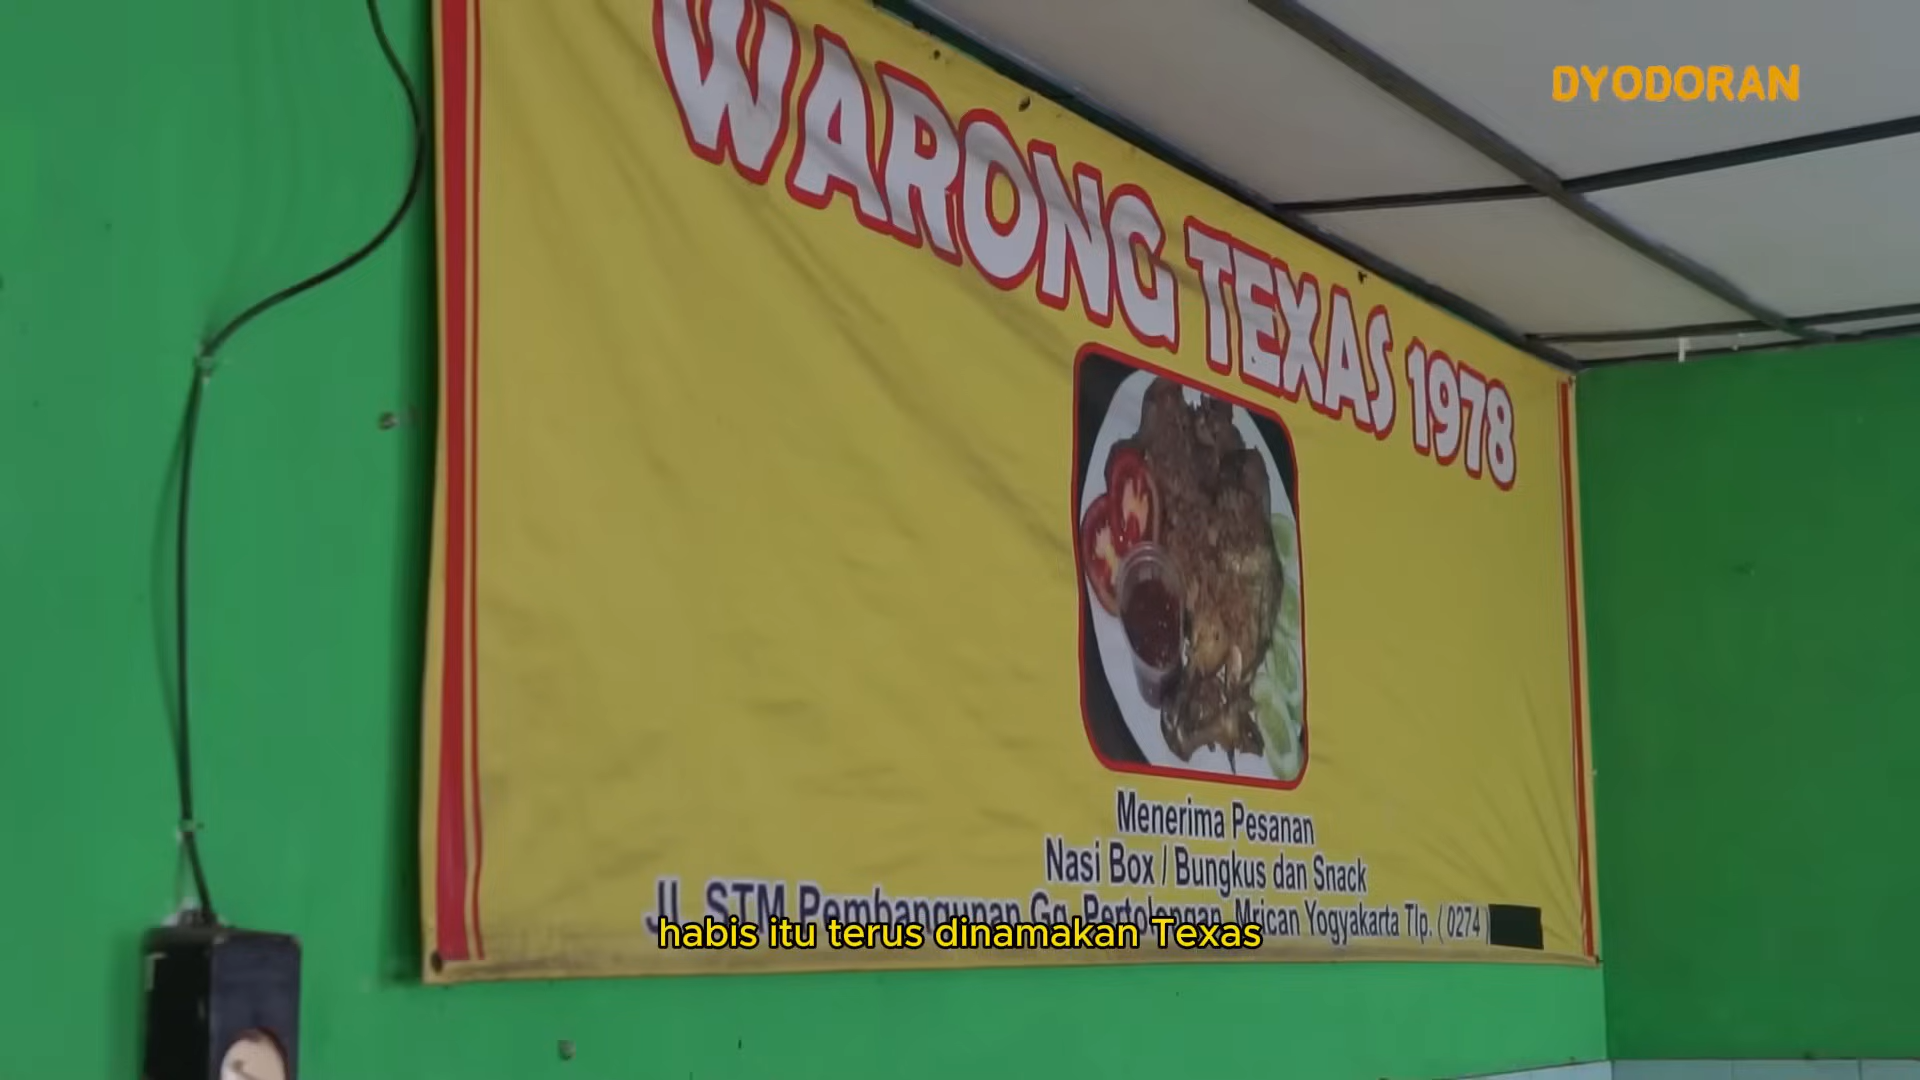 DYODORAN
WARONG TEXAS 1978
Menerima Pesanan
Nasi Box / Bungkus dan Snack
Jl. STM Pembangunan Gg. Pertolongan, Mrican Yogyakarta Tlp. ( 0274 )
habis itu terus dinamakan Texas